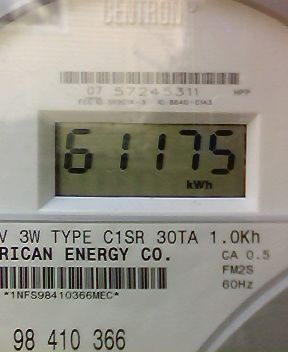 CENTRON
07 57245311 HPP
61175
kWh
V 3W TYPE C1SR 30TA 1.0Kh
RICAN ENERGY CO. CA 0.5
FM2S
*1NFS98410366MEC* 60Hz
98 410 366